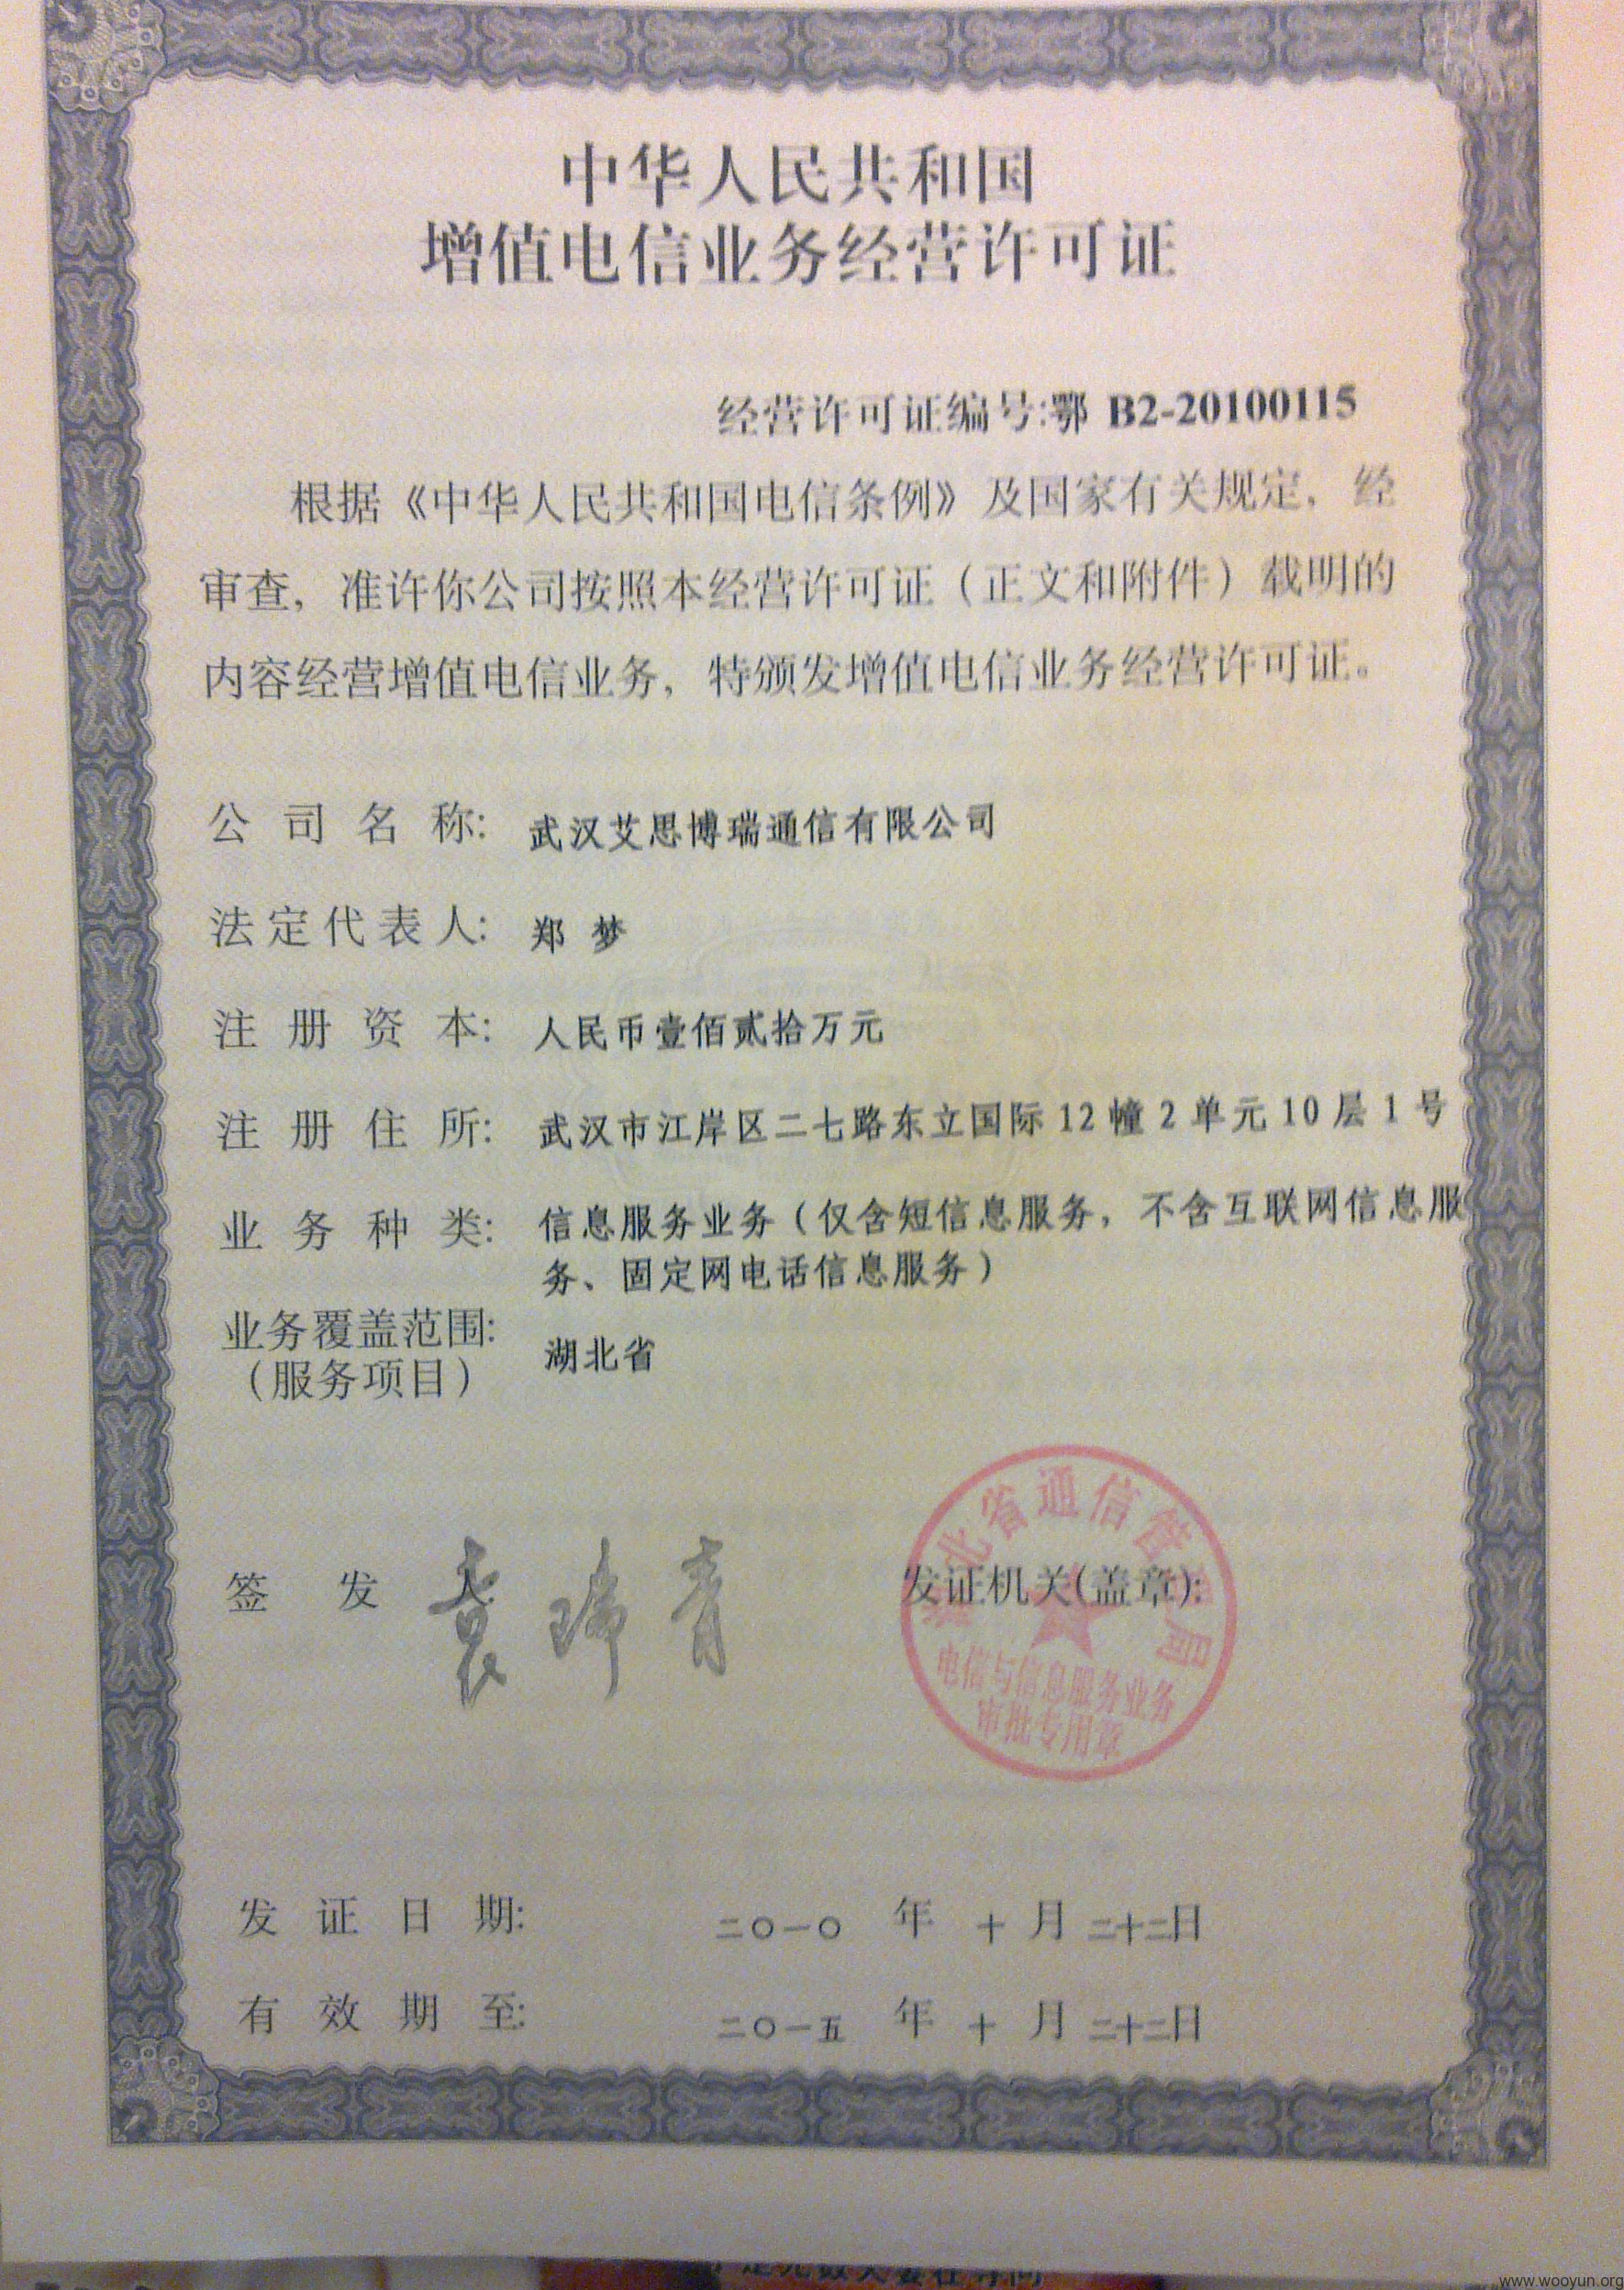 中华人民共和国
增值电信业务经营许可证
经营许可证编号:鄂 B2-20100115
根据《中华人民共和国电信条例》及国家有关规定，经
审查，准许你公司按照本经营许可证（正文和附件）载明的
内容经营增值电信业务，特颁发增值电信业务经营许可证。
公司名称: 武汉艾思博瑞通信有限公司
法定代表人: 郑 梦
注册资本: 人民币壹佰贰拾万元
注册住所: 武汉市江岸区二七路东立国际12幢2单元10层1号
业务种类: 信息服务业务（仅含短信息服务，不含互联网信息服
务、固定网电话信息服务）
业务覆盖范围:
（服务项目） 湖北省
湖北省通信管理局
签发人: 袁 青
发证机关(盖章):
电信与信息服务业务
审批专用章
发证日期: 二〇一〇 年 十 月 二十二日
有效期至: 二〇一五 年 十 月 二十二日
www.wooyun.org